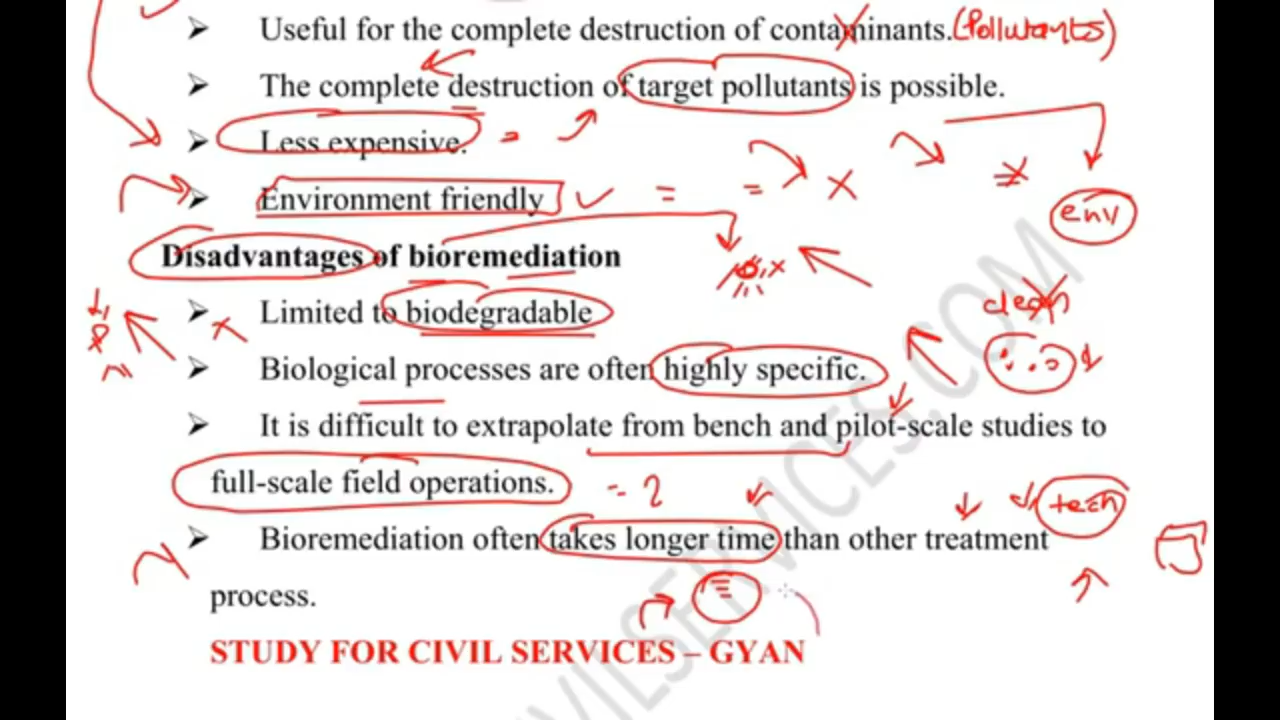 ➢ Useful for the complete destruction of contaminants. (Pollutants)
➢ The complete destruction of target pollutants is possible.
➢ Less expensive.
➢ Environment friendly
env
Disadvantages of bioremediation
clean
➢ Limited to biodegradable
➢ Biological processes are often highly specific.
➢ It is difficult to extrapolate from bench and pilot-scale studies to
full-scale field operations.
tech
➢ Bioremediation often takes longer time than other treatment
process.
STUDY FOR CIVIL SERVICES – GYAN
VILSERVICES.COM